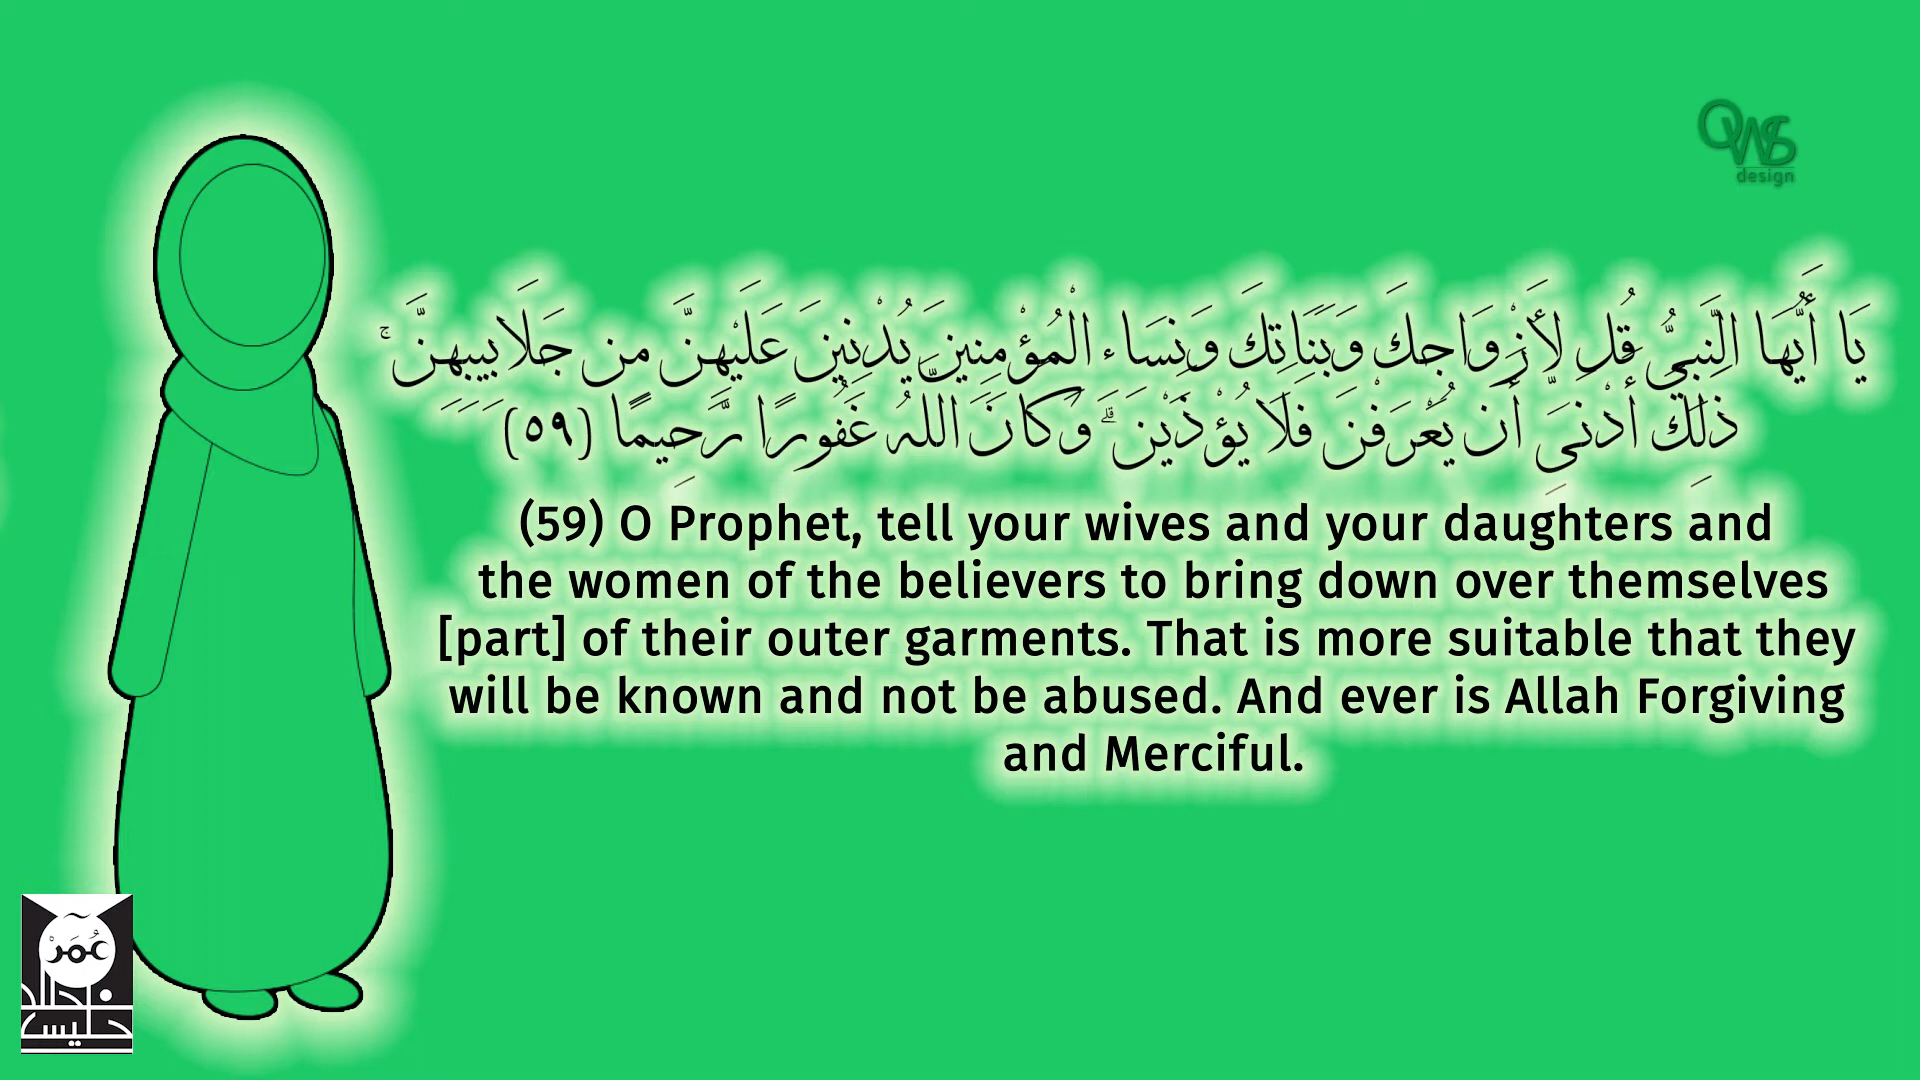 OWS
design
يَا أَيُّهَا النَّبِيُّ قُل لِّأَزْوَاجِكَ وَبَنَاتِكَ وَنِسَاء الْمُؤْمِنِينَ يُدْنِينَ عَلَيْهِنَّ مِن جَلَابِيبِهِنَّ ۚ
ذَٰلِكَ أَدْنَىٰ أَن يُعْرَفْنَ فَلَا يُؤْذَيْنَ ۗ وَكَانَ اللَّهُ غَفُورًا رَّحِيمًا (٥٩)
(59) O Prophet, tell your wives and your daughters and
the women of the believers to bring down over themselves
[part] of their outer garments. That is more suitable that they
will be known and not be abused. And ever is Allah Forgiving
and Merciful.
عُمَرْ